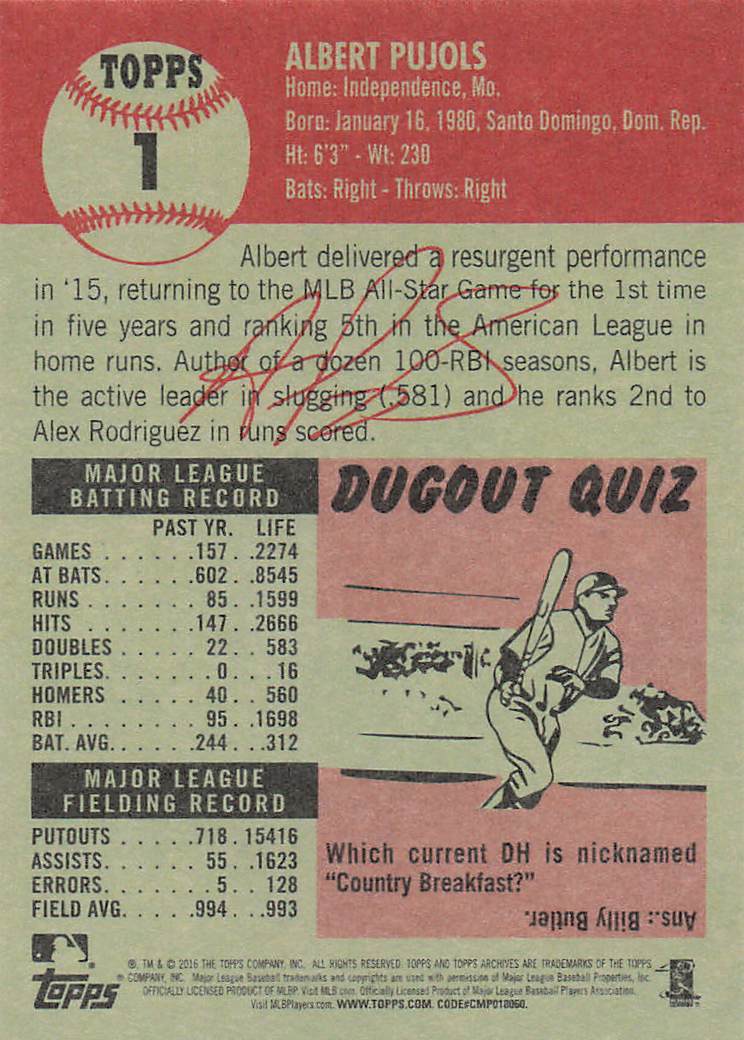 TOPPS
1
ALBERT PUJOLS
Home: Independence, Mo.
Born: January 16, 1980, Santo Domingo, Dom. Rep.
Ht: 6'3" - Wt: 230
Bats: Right - Throws: Right
Albert delivered a resurgent performance
in '15, returning to the MLB All-Star Game for the 1st time
in five years and ranking 5th in the American League in
home runs. Author of a dozen 100-RBI seasons, Albert is
the active leader in slugging (.581) and he ranks 2nd to
Alex Rodriguez in runs scored.
MAJOR LEAGUE
BATTING RECORD
PAST YR. LIFE
GAMES . . . . . . .157. .2274
AT BATS. . . . . . .602. .8545
RUNS . . . . . . . . 85. .1599
HITS . . . . . . . .147. .2666
DOUBLES . . . . . . 22. . 583
TRIPLES. . . . . . . .0. . . .16
HOMERS . . . . . . 40. . 560
RBI . . . . . . . . . 95. .1698
BAT. AVG. . . . . .244. . .312
MAJOR LEAGUE
FIELDING RECORD
PUTOUTS . . . . .718. 15416
ASSISTS. . . . . . . 55. .1623
ERRORS. . . . . . . .5. . 128
FIELD AVG. . . . .994. . .993
DUGOUT QUIZ
Which current DH is nicknamed
"Country Breakfast?"
Ans.: Billy Butler.
®, TM & © 2016 THE TOPPS COMPANY, INC. ALL RIGHTS RESERVED. TOPPS AND TOPPS ARCHIVES ARE TRADEMARKS OF THE TOPPS
COMPANY, INC. Major League Baseball trademarks and copyrights are used with permission of Major League Baseball Properties, Inc.
OFFICIALLY LICENSED PRODUCT OF MLBP. Visit MLB.com. Officially Licensed Product of Major League Baseball Players Association.
Visit MLBPlayers.com. WWW.TOPPS.COM. CODE#CMP018060.
topps